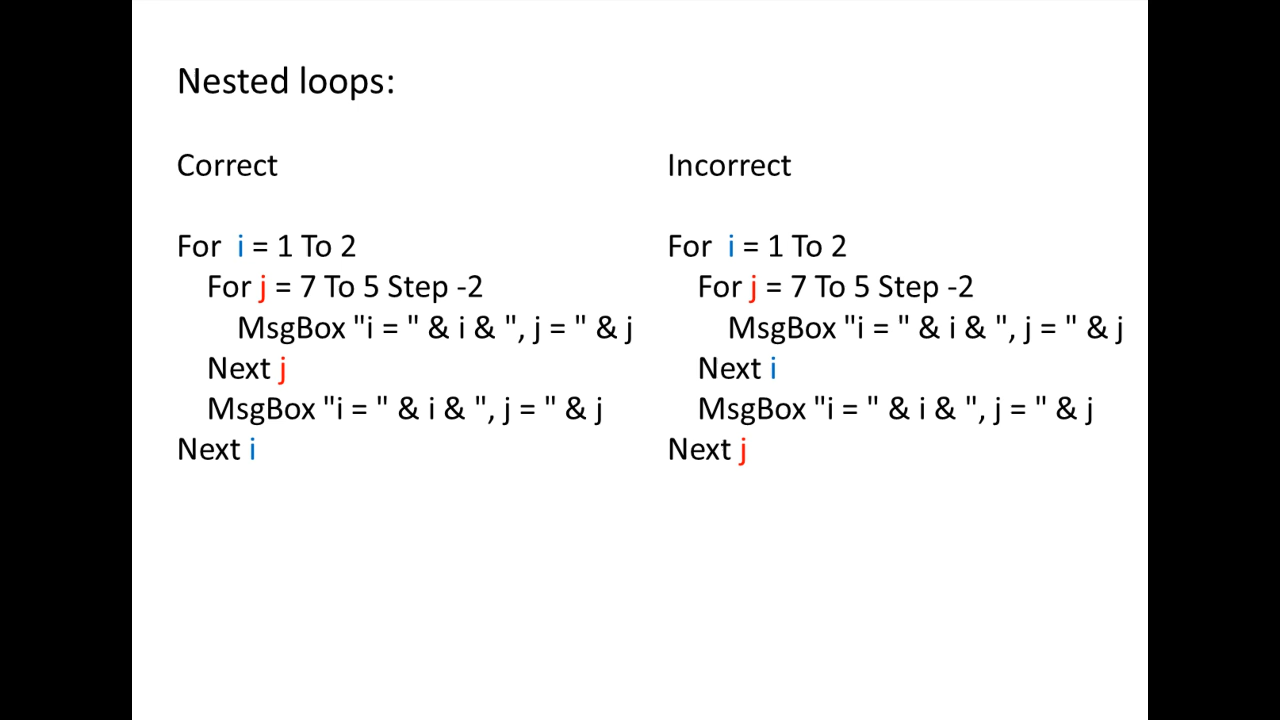 Nested loops:
Correct
For  i = 1 To 2
For j = 7 To 5 Step -2
MsgBox "i = " & i & ", j = " & j
Next j
MsgBox "i = " & i & ", j = " & j
Next i
Incorrect
For  i = 1 To 2
For j = 7 To 5 Step -2
MsgBox "i = " & i & ", j = " & j
Next i
MsgBox "i = " & i & ", j = " & j
Next j